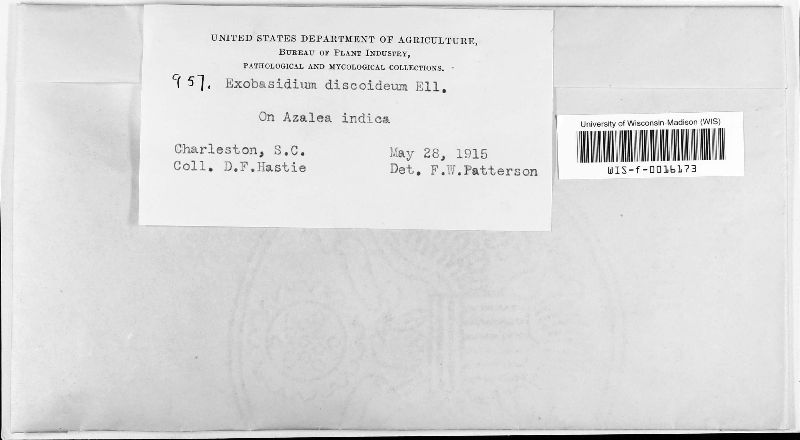 UNITED STATES DEPARTMENT OF AGRICULTURE,
BUREAU OF PLANT INDUSTRY,
PATHOLOGICAL AND MYCOLOGICAL COLLECTIONS.
957. Exobasidium discoideum Ell.
On Azalea indica
Charleston, S.C. May 28, 1915
Coll. D.F.Hastie Det. F.W.Patterson
University of Wisconsin-Madison (WIS)
WIS-f-0016173